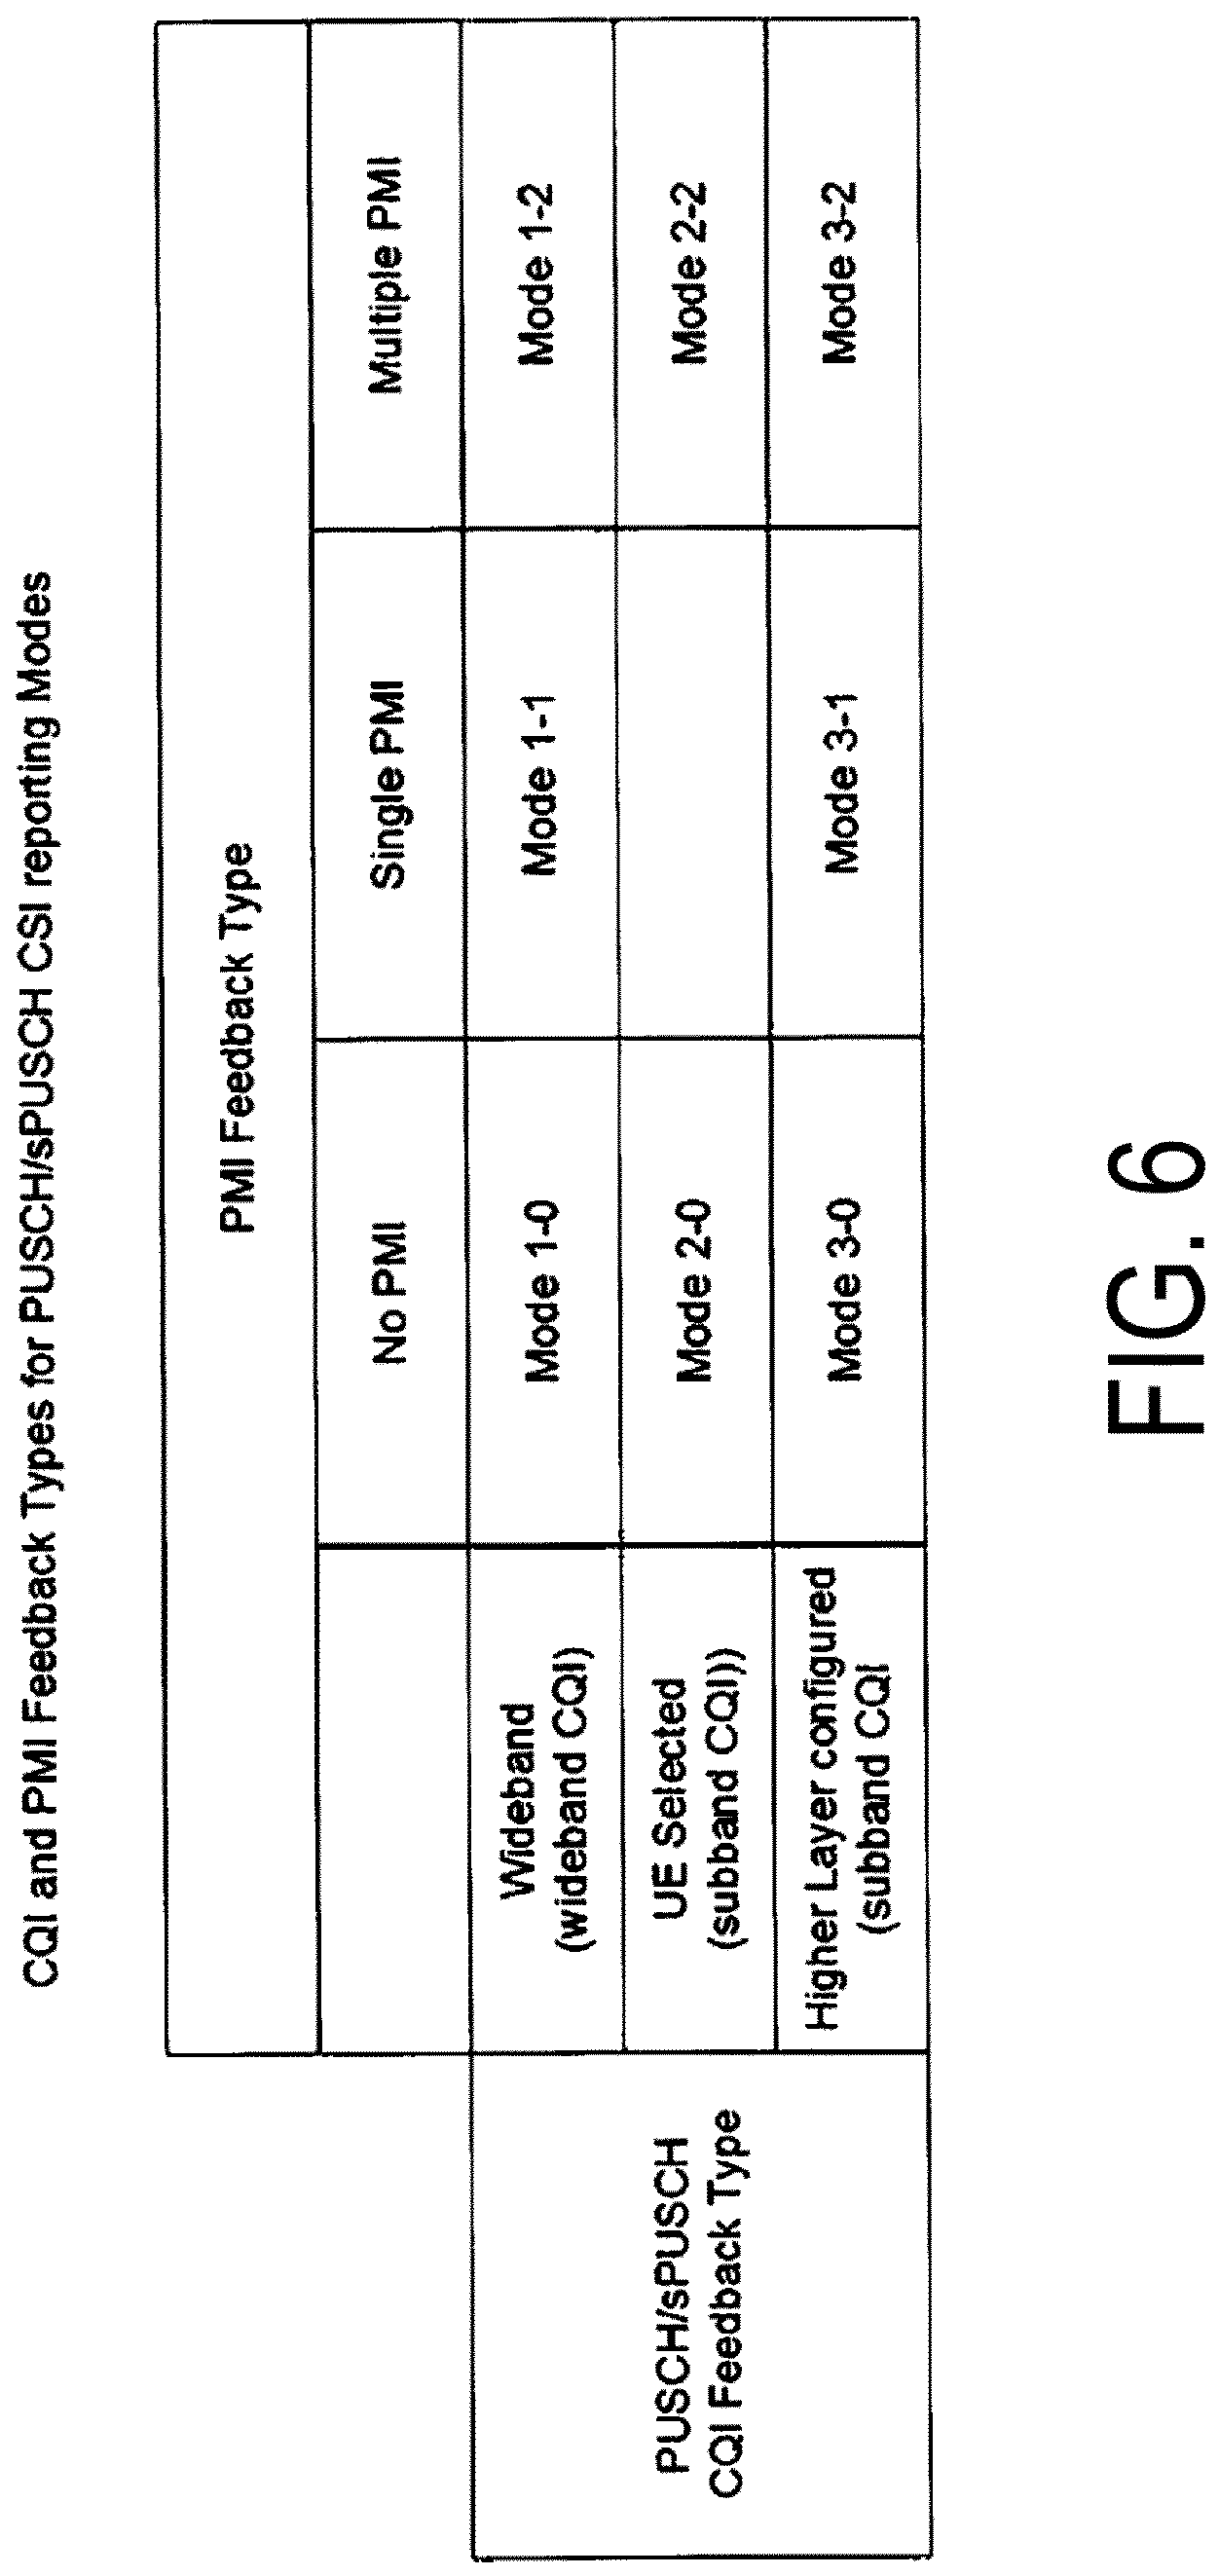 CQI and PMI Feedback Types for PUSCH/sPUSCH CSI reporting Modes
PMI Feedback Type
No PMI
Single PMI
Multiple PMI
PUSCH/sPUSCH
CQI Feedback Type
Wideband
(wideband CQI)
Mode 1-0
Mode 1-1
Mode 1-2
UE Selected
(subband CQI))
Mode 2-0
Mode 2-2
Higher Layer configured
(subband CQI
Mode 3-0
Mode 3-1
Mode 3-2
FIG. 6